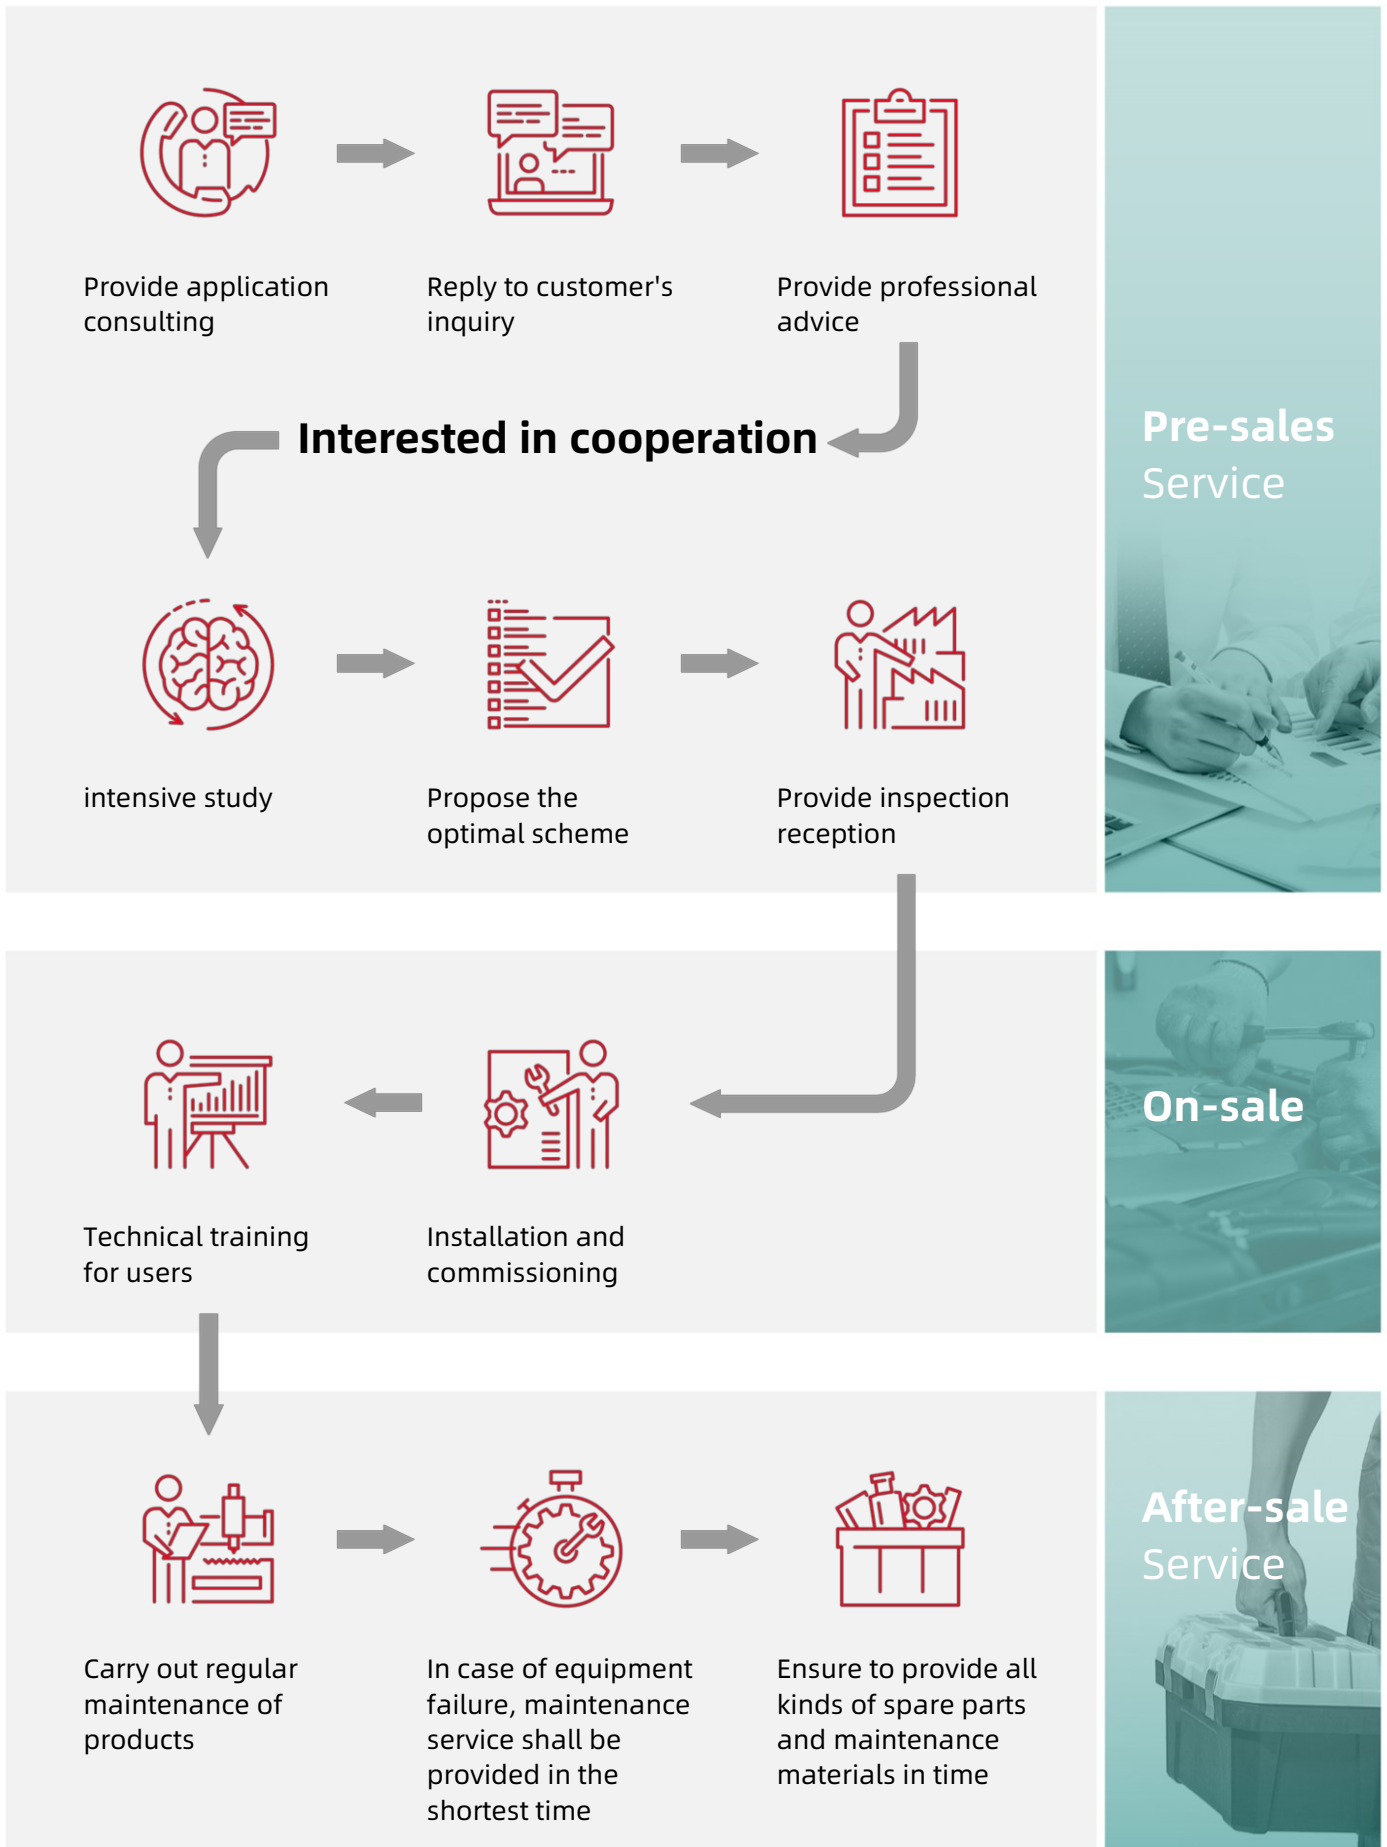 Provide application
consulting
Reply to customer's
inquiry
Provide professional
advice
Interested in cooperation
Pre-sales
Service
intensive study
Propose the
optimal scheme
Provide inspection
reception
On-sale
Technical training
for users
Installation and
commissioning
After-sale
Service
Carry out regular
maintenance of
products
In case of equipment
failure, maintenance
service shall be
provided in the
shortest time
Ensure to provide all
kinds of spare parts
and maintenance
materials in time